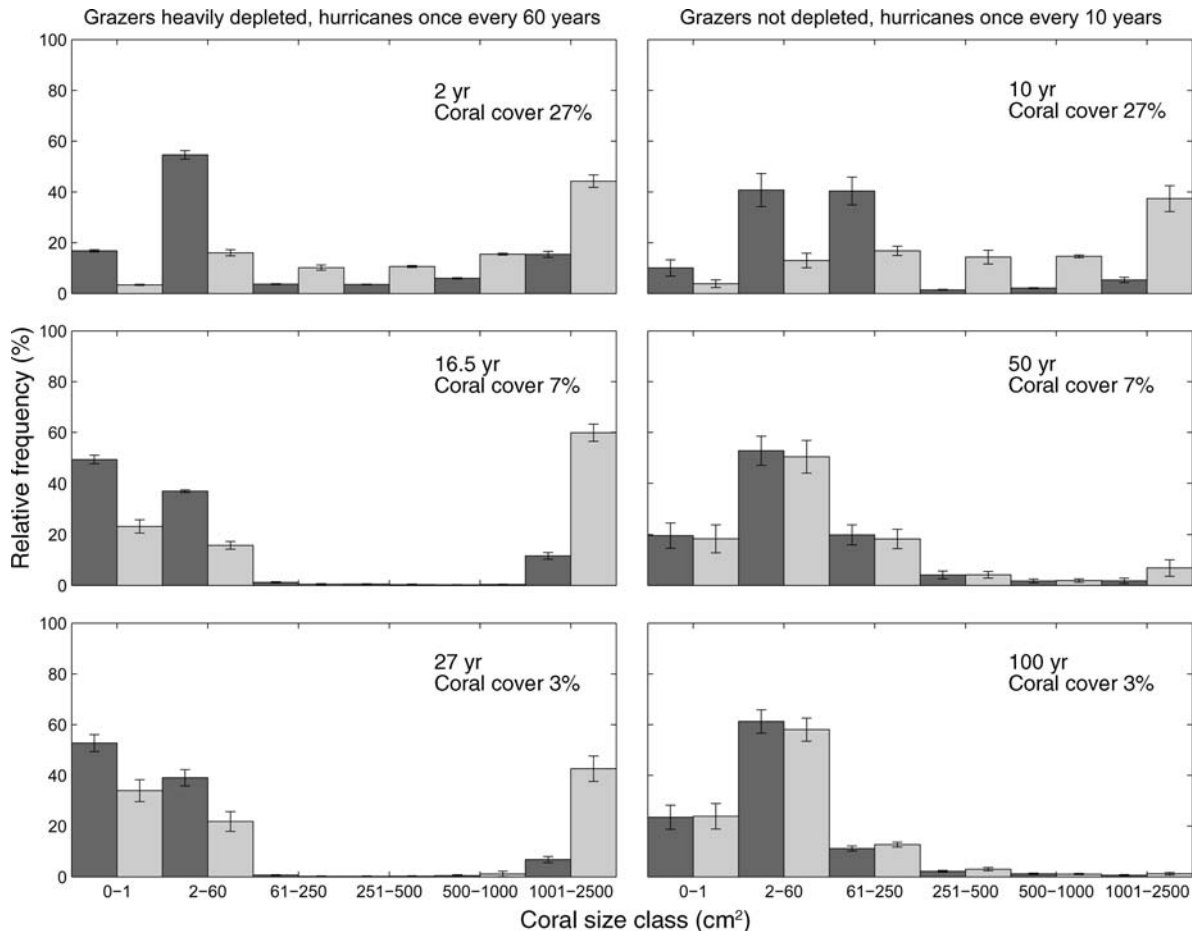 Grazers heavily depleted, hurricanes once every 60 years
Grazers not depleted, hurricanes once every 10 years
100
80
60
40
20
0
2 yr
Coral cover 27%
10 yr
Coral cover 27%
100
80
60
40
20
0
16.5 yr
Coral cover 7%
50 yr
Coral cover 7%
Relative frequency (%)
100
80
60
40
20
0
27 yr
Coral cover 3%
100 yr
Coral cover 3%
0−1 2−60 61−250 251−500 500−1000 1001−2500
0−1 2−60 61−250 251−500 500−1000 1001−2500
Coral size class (cm²)